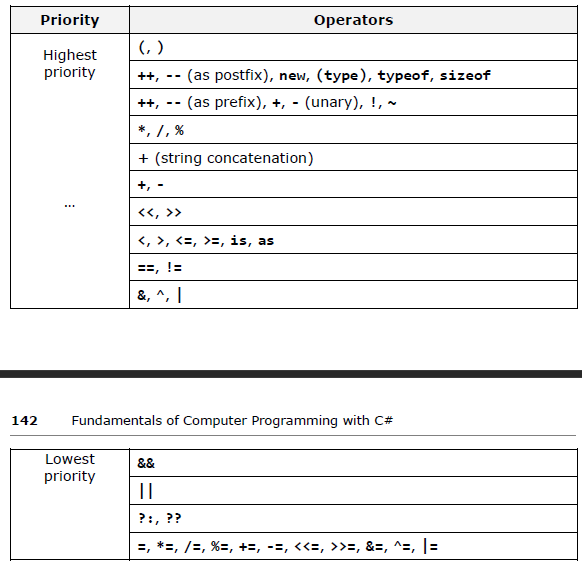 Priority Operators
Highest
priority
(, )
++, -- (as postfix), new, (type), typeof, sizeof
++, -- (as prefix), +, - (unary), !, ~
*, /, %
+ (string concatenation)
+, -
...
<<, >>
<, >, <=, >=, is, as
==, !=
&, ^, |
142 Fundamentals of Computer Programming with C#
Lowest
priority
&&
||
?:, ??
=, *=, /=, %=, +=, -=, <<=, >>=, &=, ^=, |=